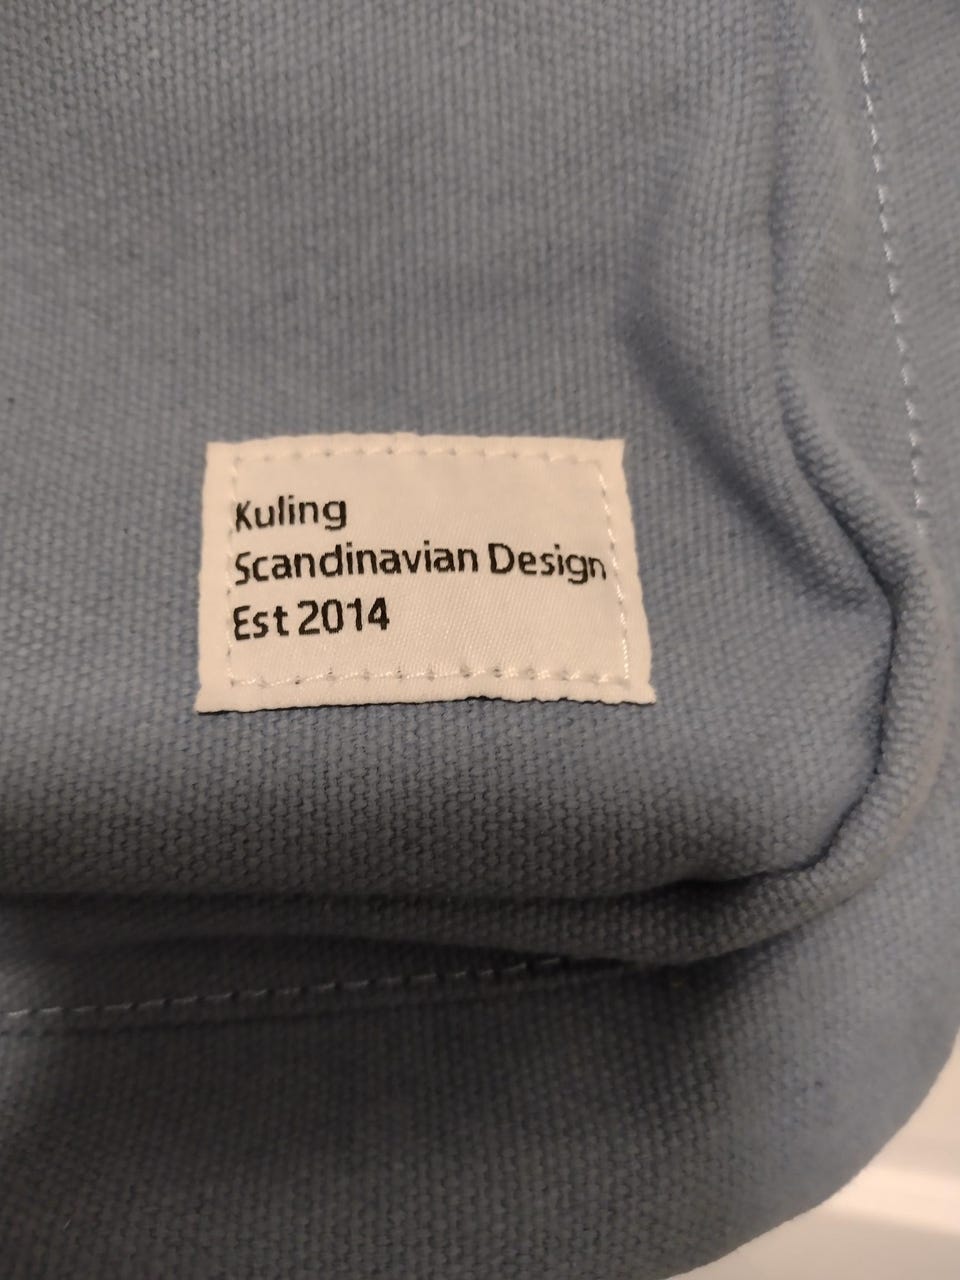 Kuling
Scandinavian Design
Est 2014